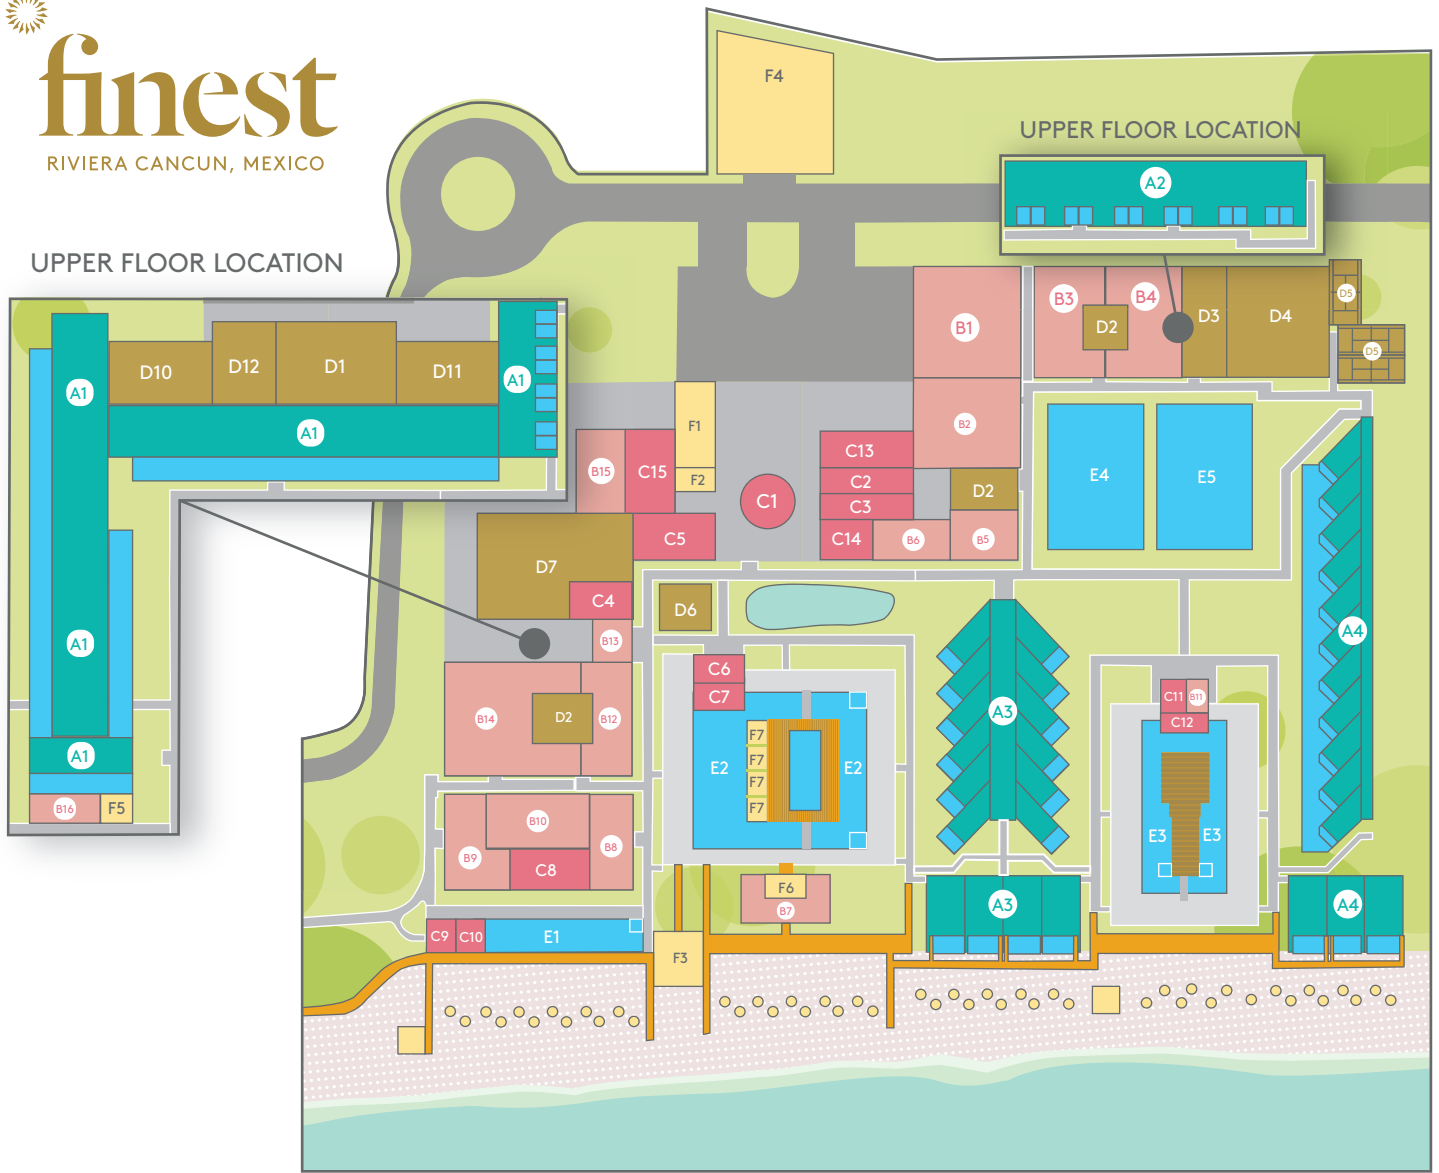 finest
RIVIERA CANCUN, MEXICO
F4
UPPER FLOOR LOCATION
A2
UPPER FLOOR LOCATION
A1
D10
D12
D1
D11
A1
A1
A1
A1
B16
F5
B1
B3
B4
D2
D3
D4
D5
D5
F1
F2
B15
C15
C5
C1
B2
C13
C2
C3
C14
B6
D2
B5
E4
E5
A4
D7
C4
B13
D6
B14
D2
B12
C6
C7
E2
F7
F7
F7
F7
E2
A3
C11
B11
C12
E3
E3
B10
B9
C8
B8
F6
B7
A3
A4
C9
C10
E1
F3